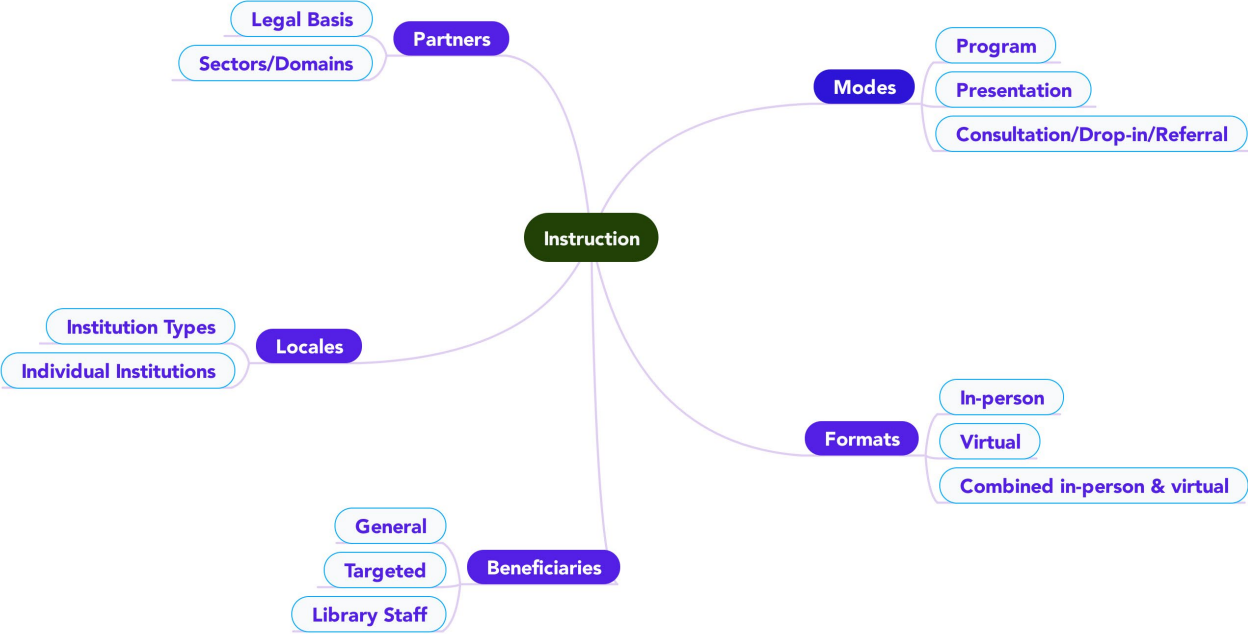 Instruction
Partners
Legal Basis
Sectors/Domains
Modes
Program
Presentation
Consultation/Drop-in/Referral
Locales
Institution Types
Individual Institutions
Formats
In-person
Virtual
Combined in-person & virtual
Beneficiaries
General
Targeted
Library Staff